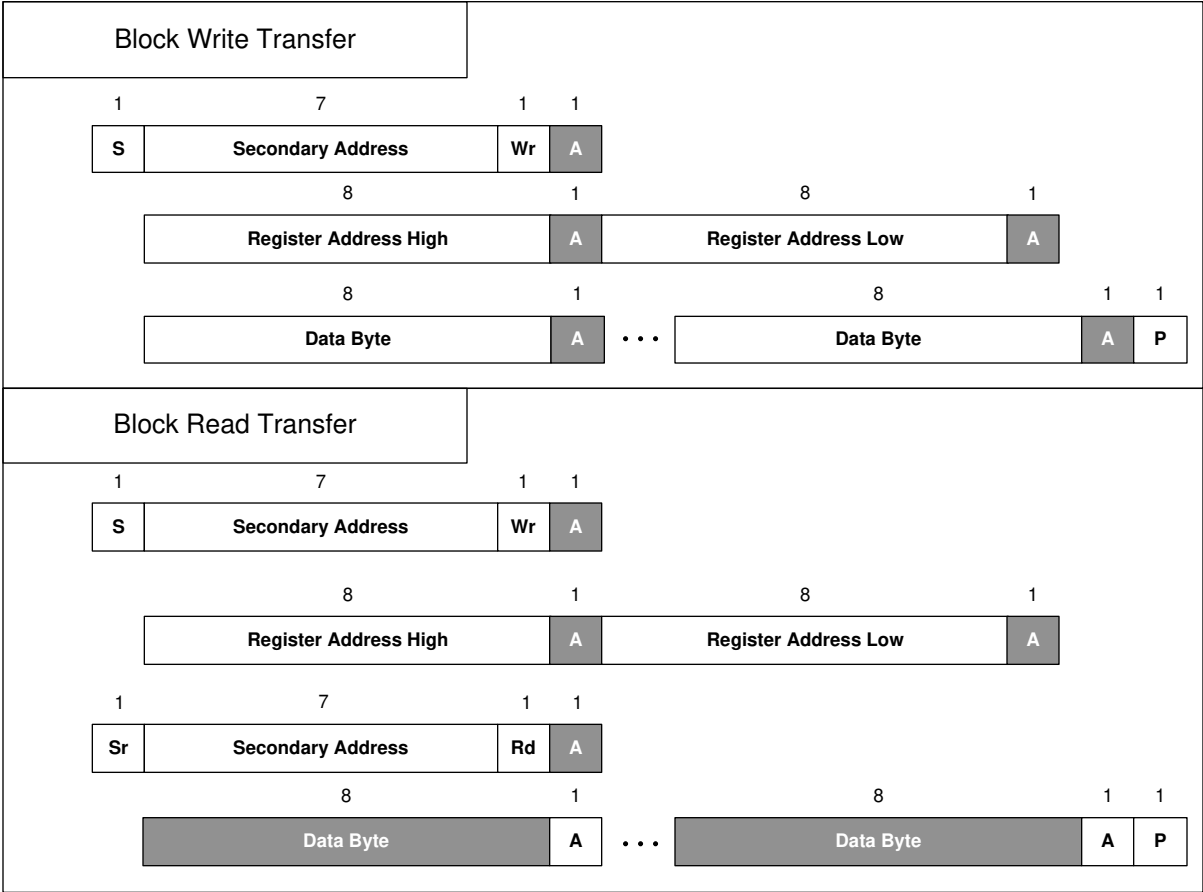 Block Write Transfer
1 7 1 1
S Secondary Address Wr A
8 1 8 1
Register Address High A Register Address Low A
8 1 8 1 1
Data Byte A • • • Data Byte A P
Block Read Transfer
1 7 1 1
S Secondary Address Wr A
8 1 8 1
Register Address High A Register Address Low A
1 7 1 1
Sr Secondary Address Rd A
8 1 8 1 1
Data Byte A • • • Data Byte A P